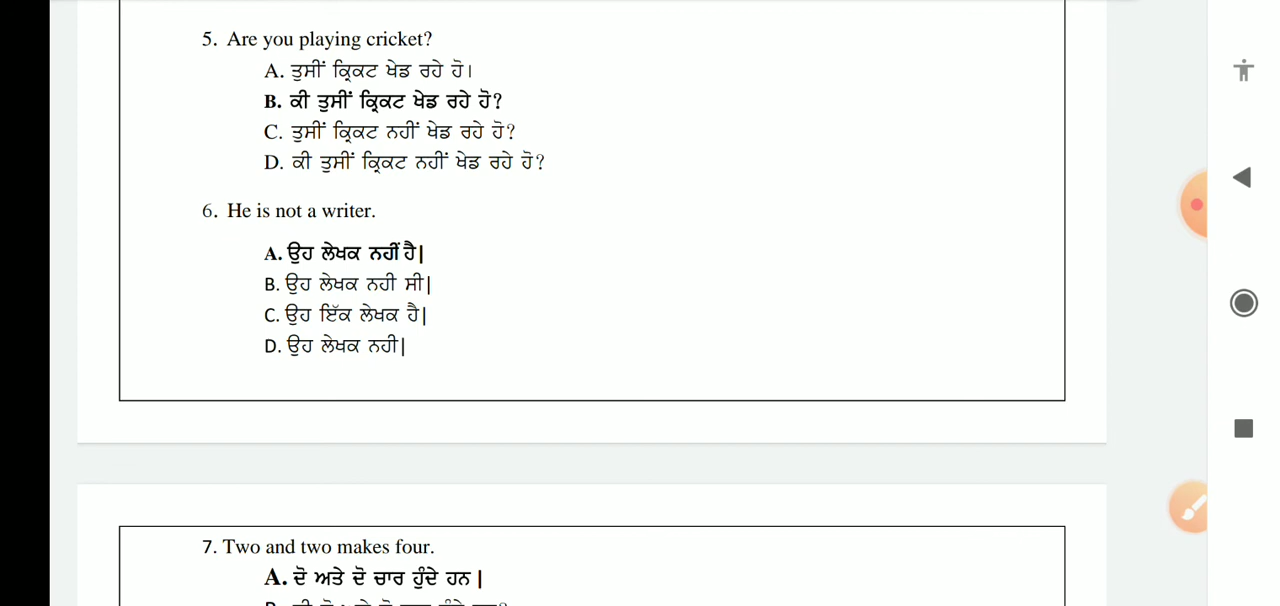 5. Are you playing cricket?
A. ਤੁਸੀਂ ਕ੍ਰਿਕਟ ਖੇਡ ਰਹੇ ਹੋ।
B. ਕੀ ਤੁਸੀਂ ਕ੍ਰਿਕਟ ਖੇਡ ਰਹੇ ਹੋ?
C. ਤੁਸੀਂ ਕ੍ਰਿਕਟ ਨਹੀਂ ਖੇਡ ਰਹੇ ਹੋ?
D. ਕੀ ਤੁਸੀਂ ਕ੍ਰਿਕਟ ਨਹੀਂ ਖੇਡ ਰਹੇ ਹੋ?
6. He is not a writer.
A. ਉਹ ਲੇਖਕ ਨਹੀਂ ਹੈ|
B. ਉਹ ਲੇਖਕ ਨਹੀ ਸੀ|
C. ਉਹ ਇੱਕ ਲੇਖਕ ਹੈ|
D. ਉਹ ਲੇਖਕ ਨਹੀ|
7. Two and two makes four.
A. ਦੋ ਅਤੇ ਦੋ ਚਾਰ ਹੁੰਦੇ ਹਨ |